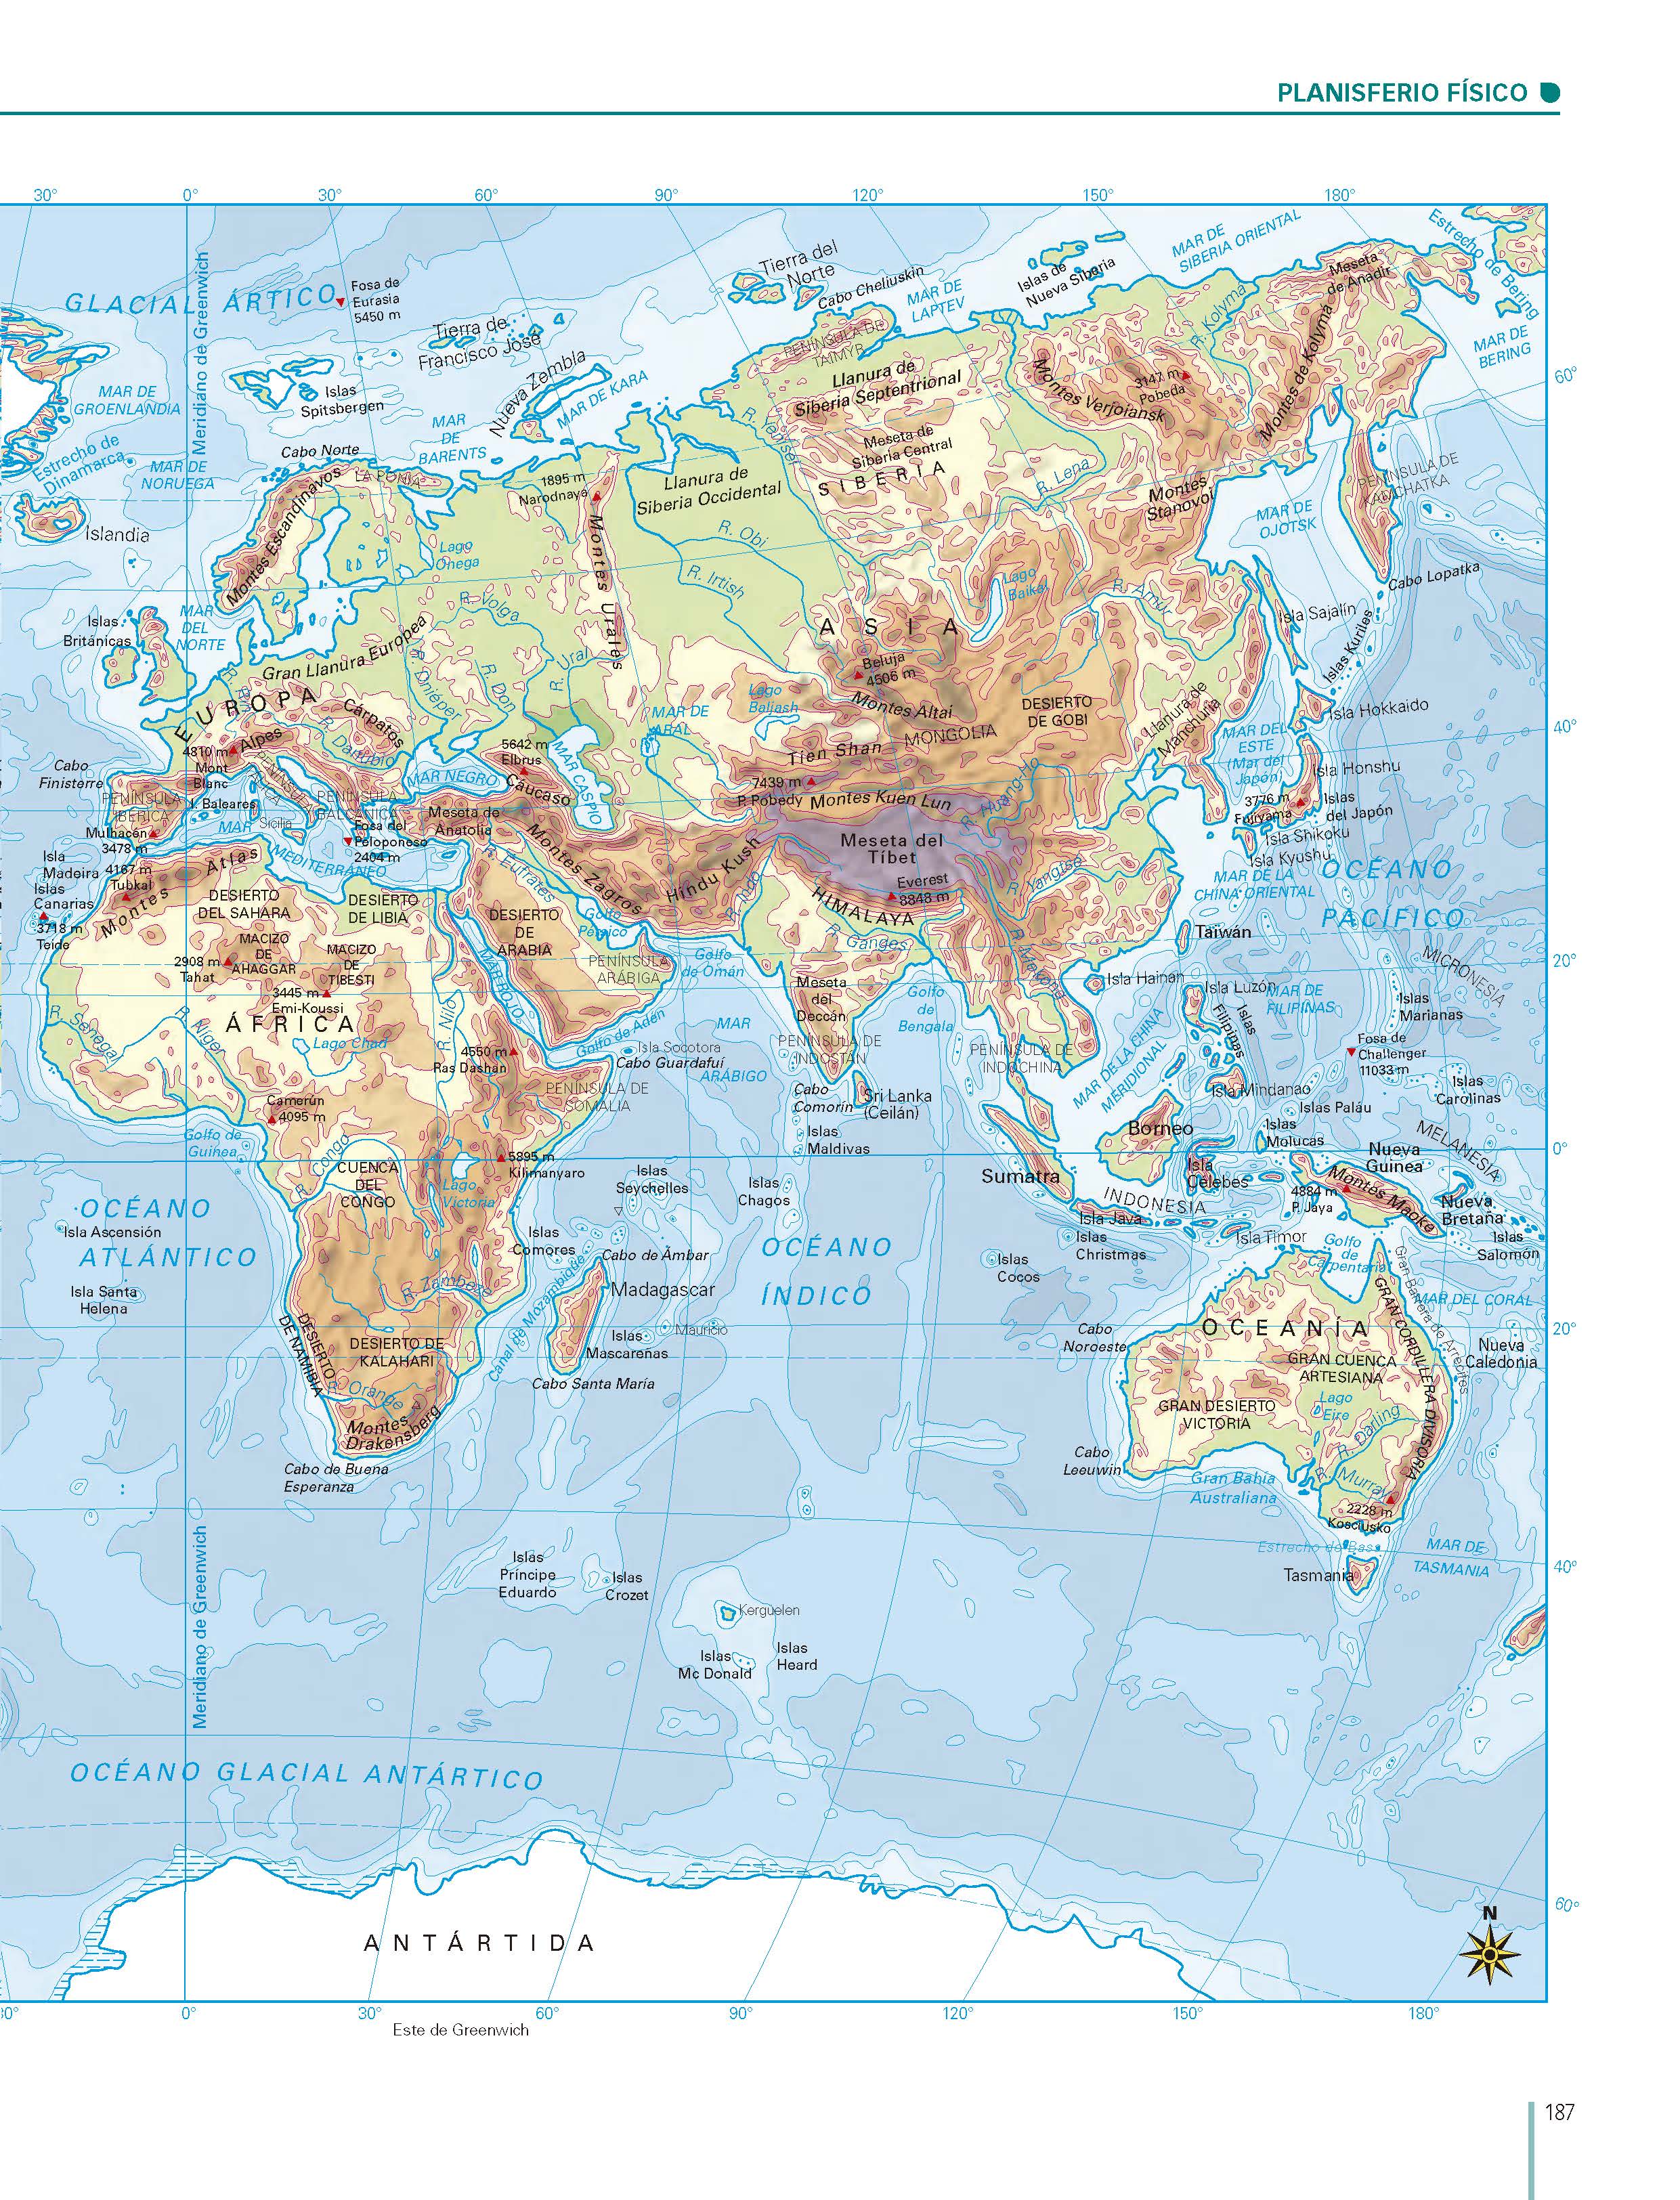 PLANISFERIO FÍSICO
30°
0°
30°
60°
90°
120°
150°
180°
GLACIAL ÁRTICO
Meridiano de Greenwich
Fosa de
Eurasia
5450 m
Tierra de
Francisco José
Tierra del
Norte
Cabo Cheliuskin
MAR DE
LAPTEV
Islas de
Nueva Siberia
MAR DE
SIBERIA ORIENTAL
Estrecho de Bering
Meseta
de Anadir
MAR DE
BERING
60°
MAR DE
GROENLANDIA
Islas
Spitsbergen
Nueva Zembla
MAR DE KARA
PENÍNSULA DE
TAIMYR
Llanura de
Siberia Septentrional
R. Kolyma
3147 m
Pobeda
Montes Verjoiansk
Montes de Kolyma
Estrecho de
Dinamarca
MAR DE
NORUEGA
Cabo Norte
MAR
DE
BARENTS
R. Yenisei
Meseta de
Siberia Central
SIBERIA
R. Lena
Montes
Stanovoi
PENÍNSULA DE
KAMCHATKA
MAR DE
OJOTSK
Cabo Lopatka
Islandia
Montes Escandinavos
LAPONIA
1895 m
Narodnaya
Montes Urales
Llanura de
Siberia Occidental
R. Obi
R. Irtish
Lago
Onega
Lago
Baikal
R. Amur
Isla Sajalín
Islas Kuriles
Islas
Británicas
MAR
DEL
NORTE
R. Volga
Gran Llanura Europea
R. Rin
R. Dniéper
R. Don
R. Ural
ASIA
Beluja
4506 m
Lago
Baljash
Montes Altai
DESIERTO
DE GOBI
MONGOLIA
Llanura de
Manchuria
Isla Hokkaido
40°
EUROPA
Cárpatos
R. Danubio
4810 m
Mont
Blanc
Alpes
5642 m
Elbrus
Cáucaso
MAR CASPIO
MAR DE
ARAL
Tien Shan
7439 m
P. Pobedy
Montes Kuen Lun
R. Huang-Ho
MAR DEL
ESTE
(Mar del
Japón)
Isla Honshu
3776 m
Fujiyama
Islas
del Japón
Isla Shikoku
Isla Kyushu
Cabo
Finisterre
PENÍNSULA
IBÉRICA
I. Baleares
PENÍNSULA
ITÁLICA
PENÍNSULA
BALCÁNICA
MAR NEGRO
Meseta de
Anatolia
Mulhacén
3478 m
MAR
Sicilia
MEDITERRÁNEO
Fosa del
Peloponeso
2404 m
R. Eufrates
Montes Zagros
Hindu Kush
R. Indo
Meseta del
Tíbet
Everest
8848 m
HIMALAYA
R. Yangtse
MAR DE LA
CHINA ORIENTAL
OCÉANO
PACÍFICO
Isla
Madeira
Islas
Canarias
3718 m
Teide
4167 m
Tubkal
Montes Atlas
DESIERTO
DEL SAHARA
DESIERTO
DE LIBIA
DESIERTO
DE
ARABIA
Golfo
Pérsico
PENÍNSULA
ARÁBIGA
Golfo
de Omán
R. Ganges
R. Mekong
Taiwán
20°
MICRONESIA
MACIZO
DE
AHAGGAR
2908 m
Tahat
MACIZO
DE
TIBESTI
3445 m
Emi-Koussi
MAR ROJO
Meseta
del
Deccán
Golfo
de
Bengala
Isla Hainan
Isla Luzón
MAR DE
FILIPINAS
Islas
Marianas
R. Senegal
R. Níger
ÁFRICA
Lago Chad
R. Nilo
4550 m
Ras Dashan
Golfo de Adén
Isla Socotora
Cabo Guardafuí
MAR
ARÁBIGO
PENÍNSULA DE
INDOSTÁN
PENÍNSULA DE
INDOCHINA
MAR DE LA CHINA
MERIDIONAL
Islas
Filipinas
Fosa de
Challenger
11033 m
PENÍNSULA DE
SOMALIA
Cabo
Comorín
Sri Lanka
(Ceilán)
Islas
Maldivas
Isla Mindanao
Islas Paláu
Islas
Carolinas
Camerún
4095 m
Golfo de
Guinea
R. Congo
CUENCA
DEL
CONGO
5895 m
Kilimanyaro
Lago
Victoria
Islas
Seychelles
Islas
Chagos
Borneo
Sumatra
Isla
Célebes
Islas
Molucas
Nueva
Guinea
MELANESIA
0°
4884 m
P. Jaya
Montes Maoke
Nueva
Bretaña
INDONESIA
Isla Java
Isla Timor
Islas
Salomón
OCÉANO
ATLÁNTICO
Isla Ascensión
Isla Santa
Helena
Islas
Comores
Cabo de Ámbar
Canal de Mozambique
Madagascar
OCÉANO
ÍNDICO
Islas
Cocos
Islas
Christmas
Golfo
de
Carpentaria
Gran Barrera de Arrecifes
MAR DEL CORAL
R. Zambeze
DESIERTO
DE NAMIBIA
DESIERTO DE
KALAHARI
Islas
Mascareñas
Mauricio
Cabo
Noroeste
OCEANÍA
20°
GRAN CORDILLERA DIVISORIA
Nueva
Caledonia
GRAN CUENCA
ARTESIANA
Cabo Santa María
R. Orange
Montes
Drakensberg
GRAN DESIERTO
VICTORIA
Lago
Eire
R. Darling
R. Murray
Cabo de Buena
Esperanza
Cabo
Leeuwin
Gran Bahía
Australiana
2228 m
Kosciusko
Meridiano de Greenwich
Islas
Príncipe
Eduardo
Islas
Crozet
Estrecho de Bass
Tasmania
MAR DE
TASMANIA
40°
Kerguelen
Islas
Mc Donald
Islas
Heard
OCÉANO GLACIAL ANTÁRTICO
60°
N
ANTÁRTIDA
0°
30°
60°
90°
120°
150°
180°
Este de Greenwich
187